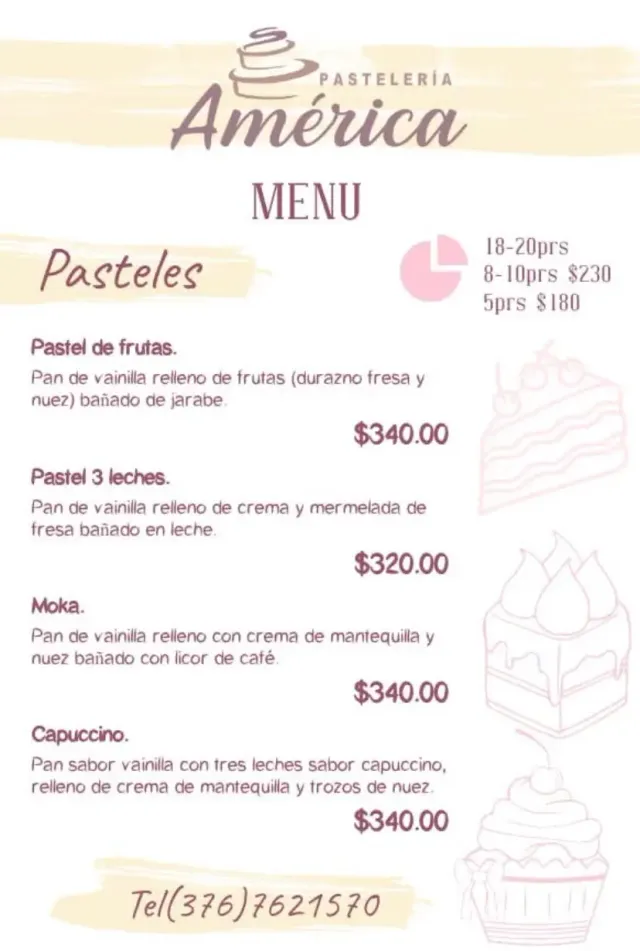 PASTELERÍA
América
MENU
Pasteles
18-20prs
8-10prs $230
5prs $180
Pastel de frutas.
Pan de vainilla relleno de frutas (durazno fresa y
nuez) bañado de jarabe.
$340.00
Pastel 3 leches.
Pan de vainilla relleno de crema y mermelada de
fresa bañado en leche.
$320.00
Moka.
Pan de vainilla relleno con crema de mantequilla y
nuez bañado con licor de café.
$340.00
Capuccino.
Pan sabor vainilla con tres leches sabor capuccino,
relleno de crema de mantequilla y trozos de nuez.
$340.00
Tel(376)7621570